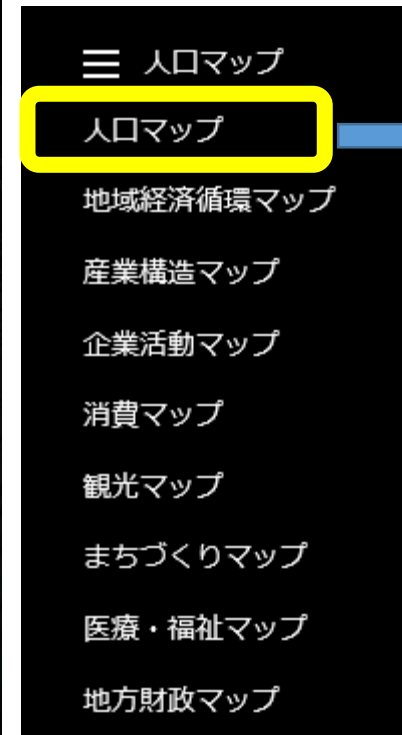 人口マップ
人口マップ
地域経済循環マップ
産業構造マップ
企業活動マップ
消費マップ
観光マップ
まちづくりマップ
医療・福祉マップ
地方財政マップ